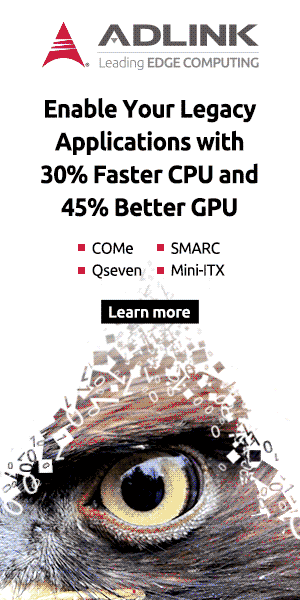 ADLINK
Leading EDGE COMPUTING
Enable Your Legacy
Applications with
30% Faster CPU and
45% Better GPU
COMe
SMARC
Qseven
Mini-ITX
Learn more